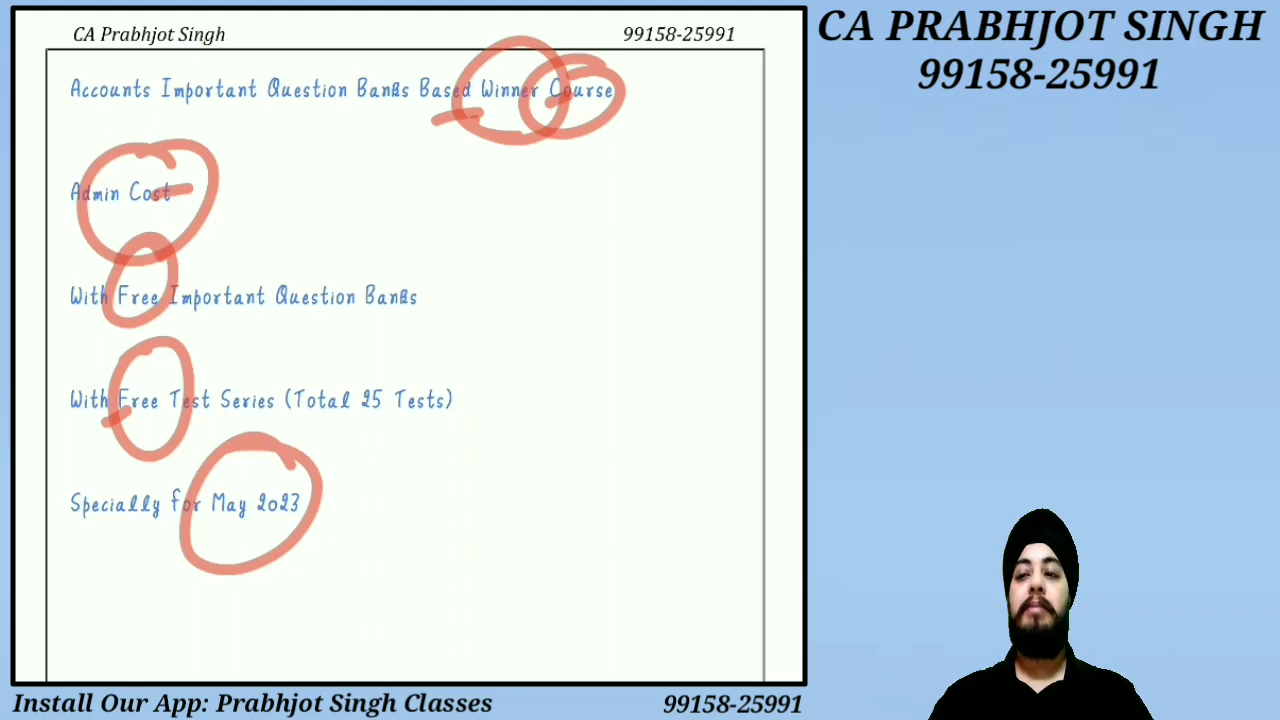 CA Prabhjot Singh 99158-25991
Accounts Important Question Banks Based Winner Course
Admin Cost
With Free Important Question Banks
With Free Test Series (Total 25 Tests)
Specially for May 2023
CA PRABHJOT SINGH
99158-25991
Install Our App: Prabhjot Singh Classes 99158-25991